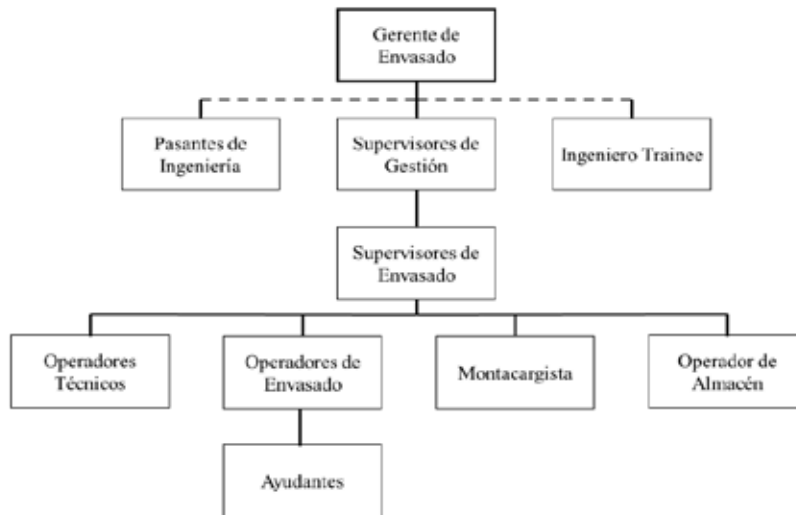 Gerente de
Envasado
Pasantes de
Ingeniería
Supervisores de
Gestión
Ingeniero Trainee
Supervisores de
Envasado
Operadores
Técnicos
Operadores de
Envasado
Montacargista
Operador de
Almacén
Ayudantes